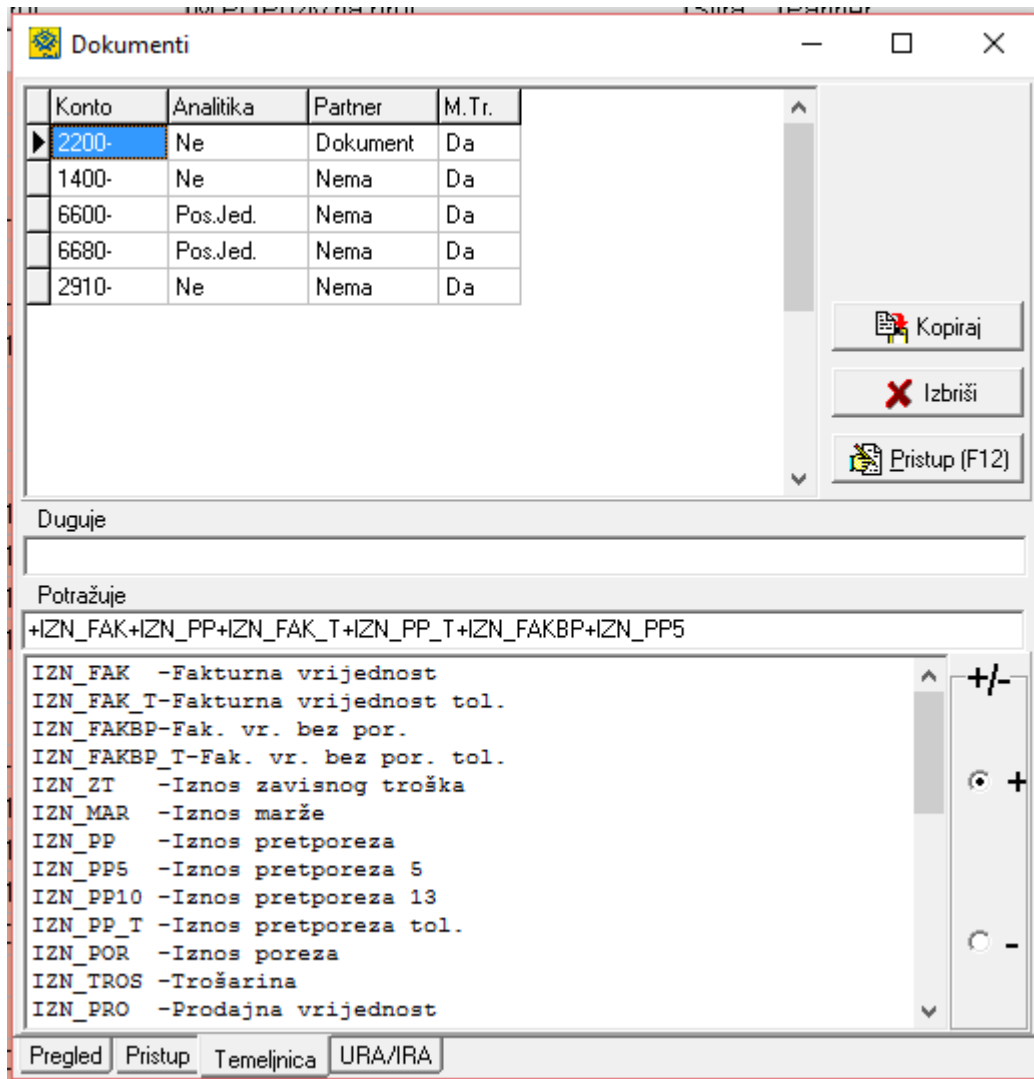 Dokumenti
Konto Analitika Partner M.Tr.
2200- Ne Dokument Da
1400- Ne Nema Da
6600- Pos.Jed. Nema Da
6680- Pos.Jed. Nema Da
2910- Ne Nema Da
Kopiraj
Izbriši
Pristup (F12)
Duguje
Potražuje
+IZN_FAK+IZN_PP+IZN_FAK_T+IZN_PP_T+IZN_FAKBP+IZN_PP5
IZN_FAK -Fakturna vrijednost
IZN_FAK_T-Fakturna vrijednost tol.
IZN_FAKBP-Fak. vr. bez por.
IZN_FAKBP_T-Fak. vr. bez por. tol.
IZN_ZT -Iznos zavisnog troška
IZN_MAR -Iznos marže
IZN_PP -Iznos pretporeza
IZN_PP5 -Iznos pretporeza 5
IZN_PP10 -Iznos pretporeza 13
IZN_PP_T -Iznos pretporeza tol.
IZN_POR -Iznos poreza
IZN_TROS -Trošarina
IZN_PRO -Prodajna vrijednost
+/-
+
-
Pregled Pristup Temeljnica URA/IRA